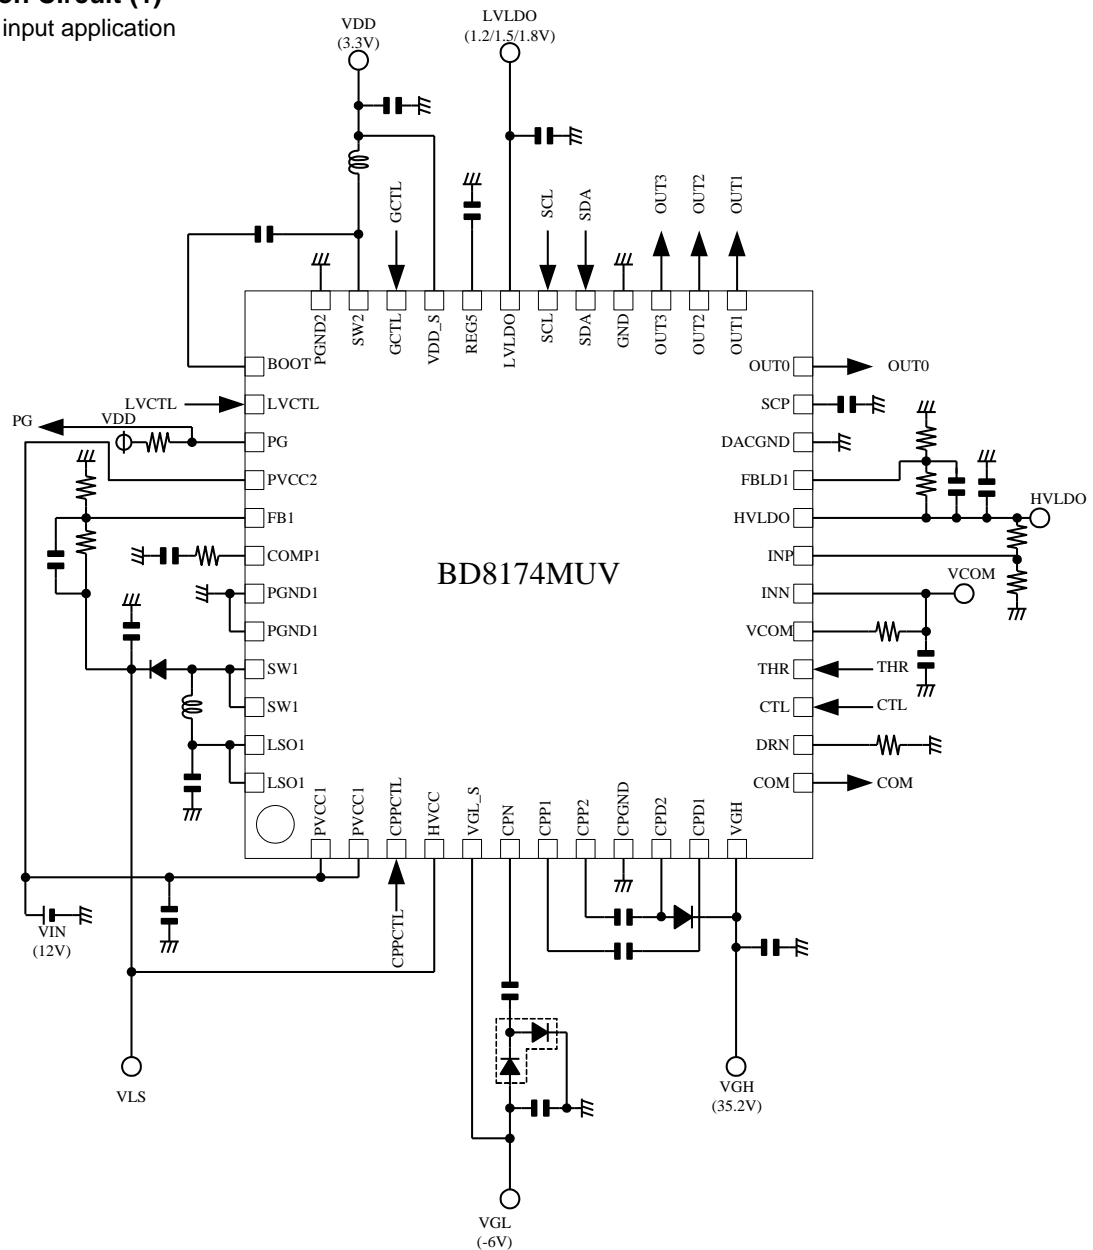 on Circuit (1)
input application
VDD
(3.3V)
LVLDO
(1.2/1.5/1.8V)
GCTL
SCL
SDA
OUT3
OUT2
OUT1
PGND2
SW2
GCTL
VDD_S
REG5
LVLDO
SCL
SDA
GND
OUT3
OUT2
OUT1
BOOT
OUT0
OUT0
LVCTL
LVCTL
SCP
PG
VDD
PG
DACGND
PVCC2
FBLD1
FB1
HVLDO
HVLDO
COMP1
INP
BD8174MUV
VCOM
PGND1
INN
PGND1
VCOM
SW1
THR
THR
SW1
CTL
CTL
LSO1
DRN
LSO1
COM
COM
PVCC1
PVCC1
CPPCTL
HVCC
VGL_S
CPN
CPP1
CPP2
CPGND
CPD2
CPD1
VGH
CPPCTL
VIN
(12V)
VLS
VGH
(35.2V)
VGL
(-6V)